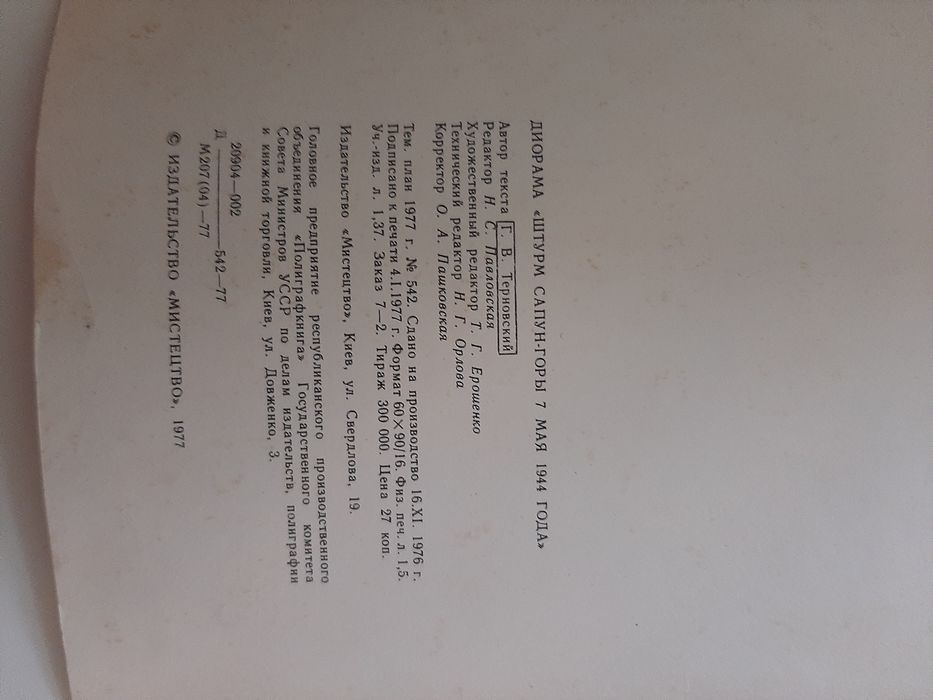 ДИОРАМА «ШТУРМ САПУН-ГОРЫ 7 МАЯ 1944 ГОДА»
Автор текста Г. В. Терновский
Редактор Н. С. Павловская
Художественный редактор Т. Г. Ерошенко
Технический редактор Н. Г. Орлова
Корректор О. А. Пашковская
Тем. план 1977 г. № 542. Сдано на производство 16.XI. 1976 г.
Подписано к печати 4.I.1977 г. Формат 60×90/16. Физ. печ. л. 1,5.
Уч.-изд. л. 1,37. Заказ 7—2. Тираж 300 000. Цена 27 коп.
Издательство «Мистецтво», Киев, ул. Свердлова, 19.
Головное предприятие республиканского производственного
объединения «Полиграфкнига» Государственного комитета
Совета Министров УССР по делам издательств, полиграфии
и книжной торговли, Киев, ул. Довженко, 3.
20904—002
Д ———— 542—77
М207(04)—77
© ИЗДАТЕЛЬСТВО «МИСТЕЦТВО», 1977